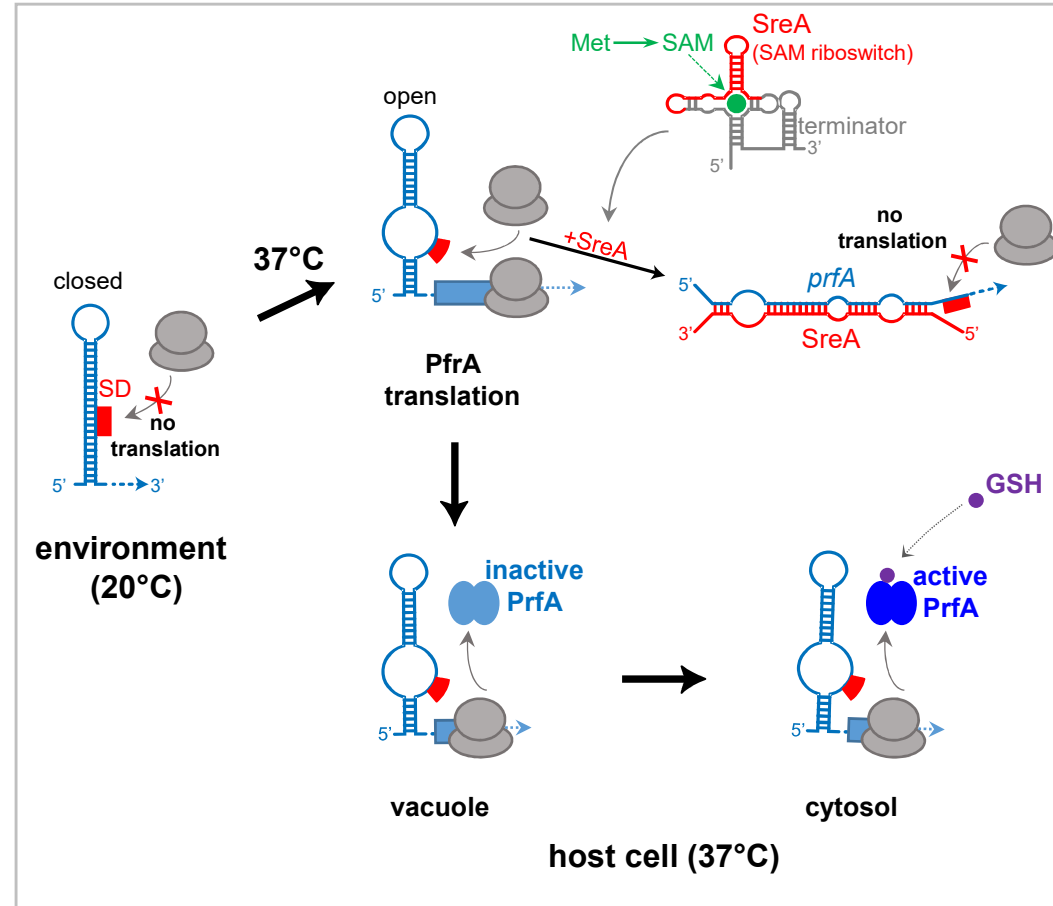 SreA
(SAM riboswitch)
Met
SAM
terminator
5’
3’
open
37°C
+SreA
no
translation
5’
prfA
3’
SreA
5’
5’
PfrA
translation
closed
SD
no
translation
5’
3’
environment
(20°C)
inactive
PrfA
5’
vacuole
GSH
active
PrfA
5’
cytosol
host cell (37°C)